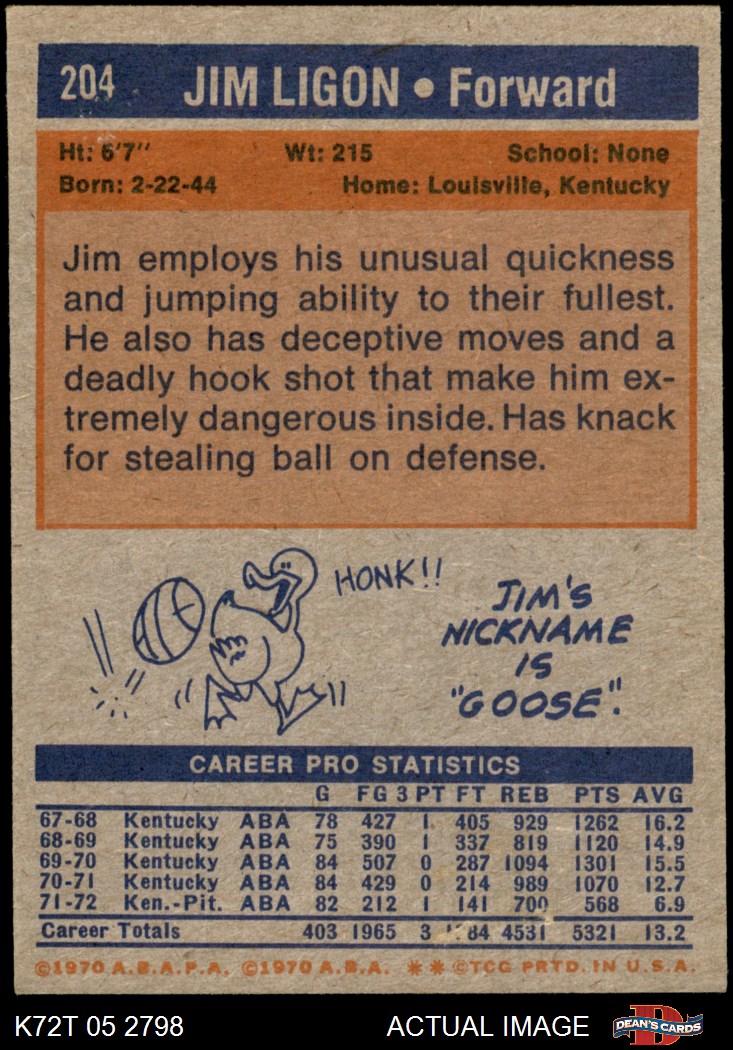 204 JIM LIGON • Forward
Ht: 6'7" Wt: 215 School: None
Born: 2-22-44 Home: Louisville, Kentucky
Jim employs his unusual quickness
and jumping ability to their fullest.
He also has deceptive moves and a
deadly hook shot that make him ex-
tremely dangerous inside. Has knack
for stealing ball on defense.
HONK!!
JIM'S
NICKNAME
IS
"GOOSE".
CAREER PRO STATISTICS
G FG 3 PT FT REB PTS AVG
67-68 Kentucky ABA 78 427 1 405 929 1262 16.2
68-69 Kentucky ABA 75 390 1 337 819 1120 14.9
69-70 Kentucky ABA 84 507 0 287 1094 1301 15.5
70-71 Kentucky ABA 84 429 0 214 989 1070 12.7
71-72 Ken.-Pit. ABA 82 212 1 141 700 568 6.9
Career Totals 403 1965 3 4531 5321 13.2
©1970 A.B.A.P.A. ©1970 A.B.A. ** ©TCG PRTD. IN U.S.A.
K72T 05 2798 ACTUAL IMAGE D DEAN'S CARDS